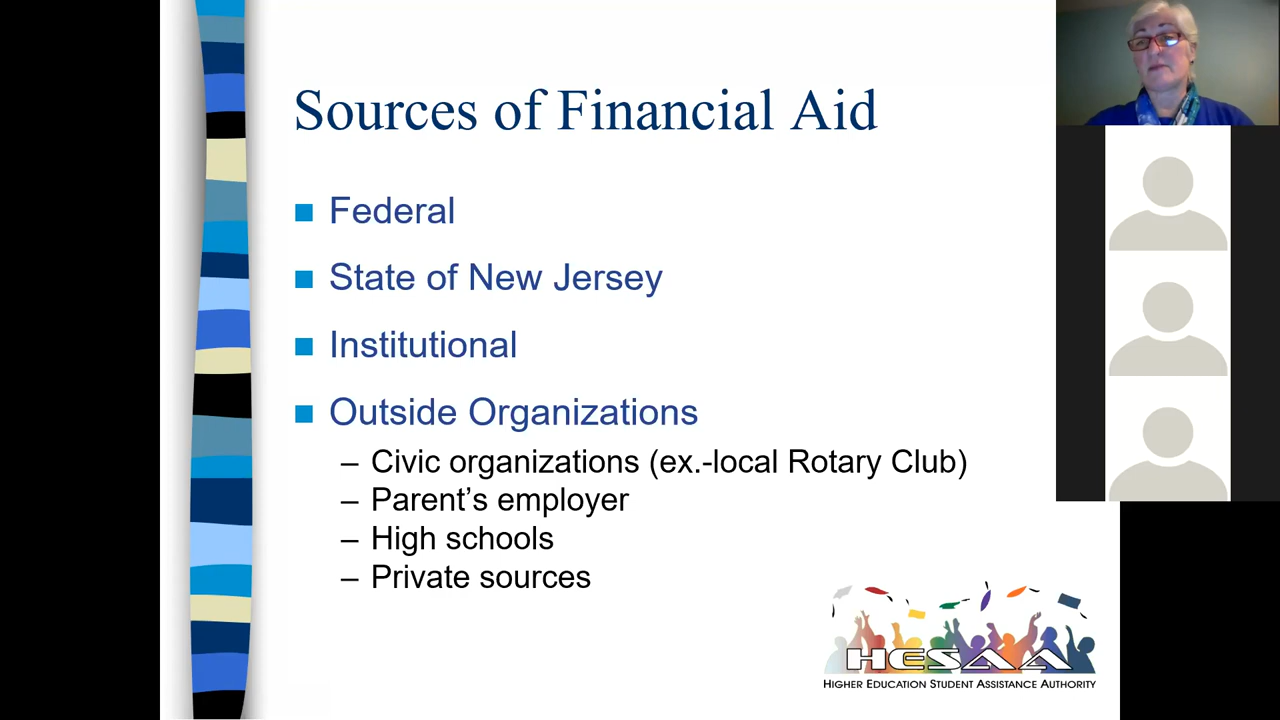 Sources of Financial Aid
Federal
State of New Jersey
Institutional
Outside Organizations
– Civic organizations (ex.-local Rotary Club)
– Parent’s employer
– High schools
– Private sources
HESAA
HIGHER EDUCATION STUDENT ASSISTANCE AUTHORITY